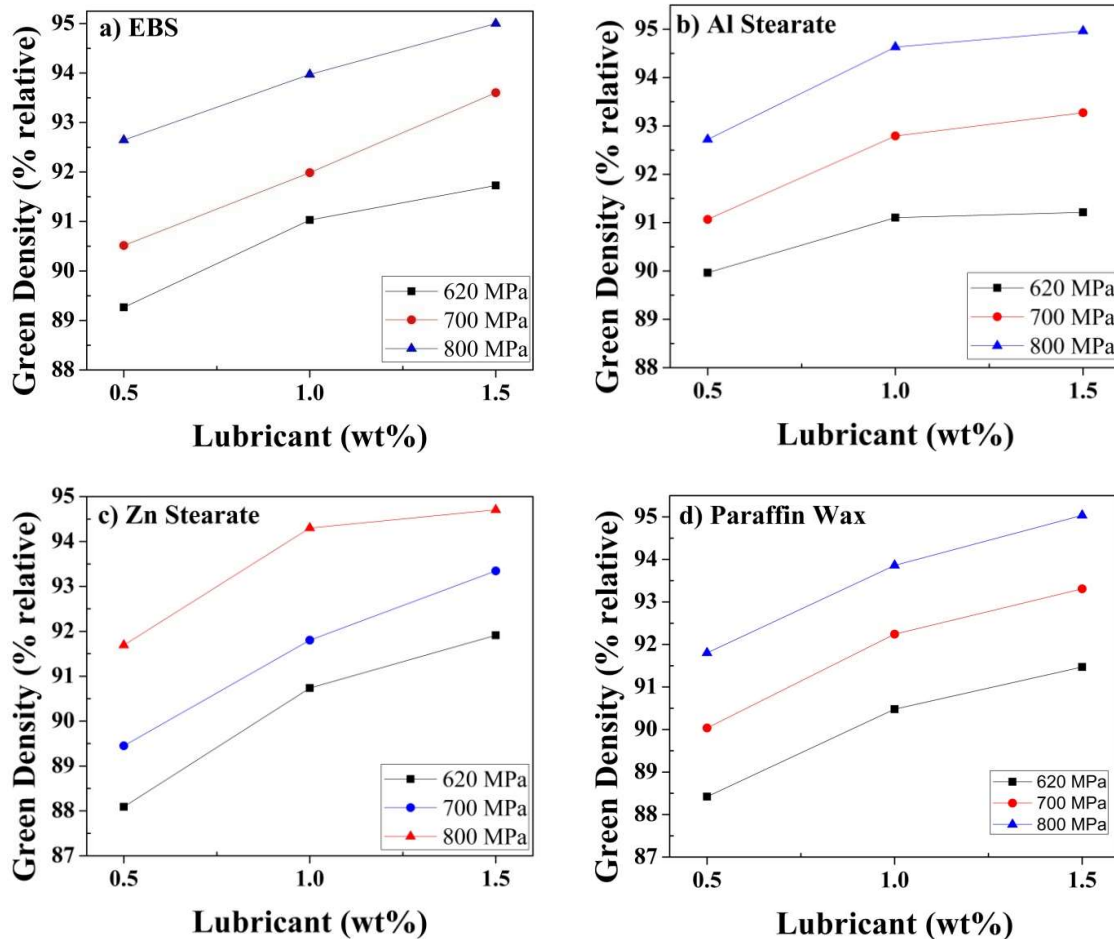 a) EBS
Green Density (% relative)
95
94
93
92
91
90
89
88
0.5 1.0 1.5
Lubricant (wt%)
620 MPa
700 MPa
800 MPa
b) Al Stearate
Green Density (% relative)
95
94
93
92
91
90
89
88
0.5 1.0 1.5
Lubricant (wt%)
620 MPa
700 MPa
800 MPa
c) Zn Stearate
Green Density (% relative)
95
94
93
92
91
90
89
88
87
0.5 1.0 1.5
Lubricant (wt%)
620 MPa
700 MPa
800 MPa
d) Paraffin Wax
Green Density (% relative)
95
94
93
92
91
90
89
88
87
0.5 1.0 1.5
Lubricant (wt%)
620 MPa
700 MPa
800 MPa